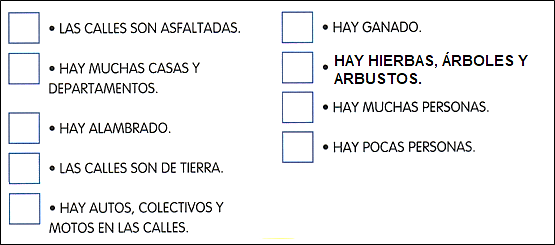 • LAS CALLES SON ASFALTADAS.
• HAY MUCHAS CASAS Y
DEPARTAMENTOS.
• HAY ALAMBRADO.
• LAS CALLES SON DE TIERRA.
• HAY AUTOS, COLECTIVOS Y
MOTOS EN LAS CALLES.
• HAY GANADO.
• HAY HIERBAS, ÁRBOLES Y
ARBUSTOS.
• HAY MUCHAS PERSONAS.
• HAY POCAS PERSONAS.